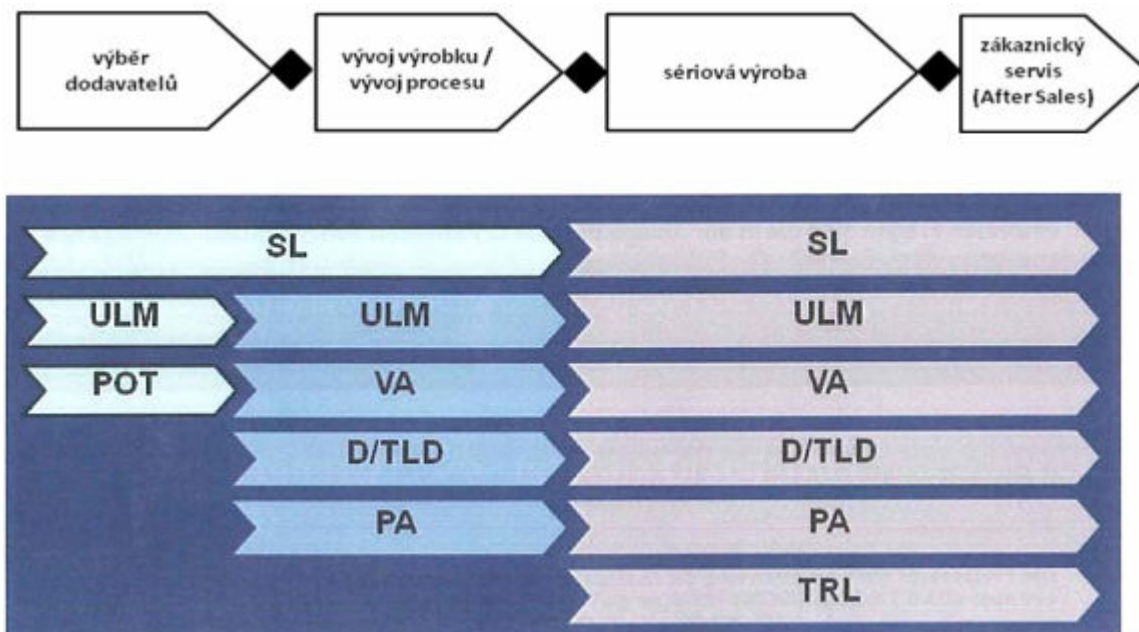 výběr
dodavatelů
vývoj výrobku /
vývoj procesu
sériová výroba
zákaznický
servis
(After Sales)
SL
SL
ULM
ULM
ULM
POT
VA
VA
D/TLD
D/TLD
PA
PA
TRL